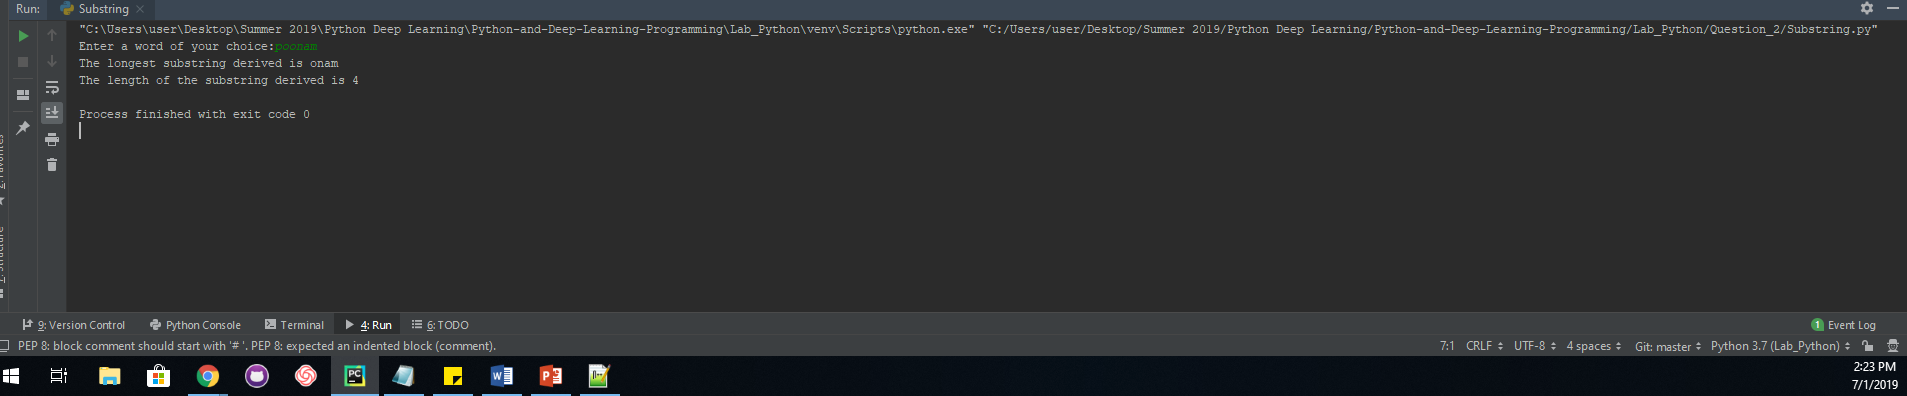 Run: Substring
"C:\Users\user\Desktop\Summer 2019\Python Deep Learning\Python-and-Deep-Learning-Programming\Lab_Python\venv\Scripts\python.exe" "C:/Users/user/Desktop/Summer 2019/Python Deep Learning/Python-and-Deep-Learning-Programming/Lab_Python/Question_2/Substring.py"
Enter a word of your choice:poonam
The longest substring derived is onam
The length of the substring derived is 4
Process finished with exit code 0
9: Version Control Python Console Terminal 4: Run 6: TODO 1 Event Log
PEP 8: block comment should start with '# '. PEP 8: expected an indented block (comment). 7:1 CRLF UTF-8 4 spaces Git: master Python 3.7 (Lab_Python)
2:23 PM
7/1/2019